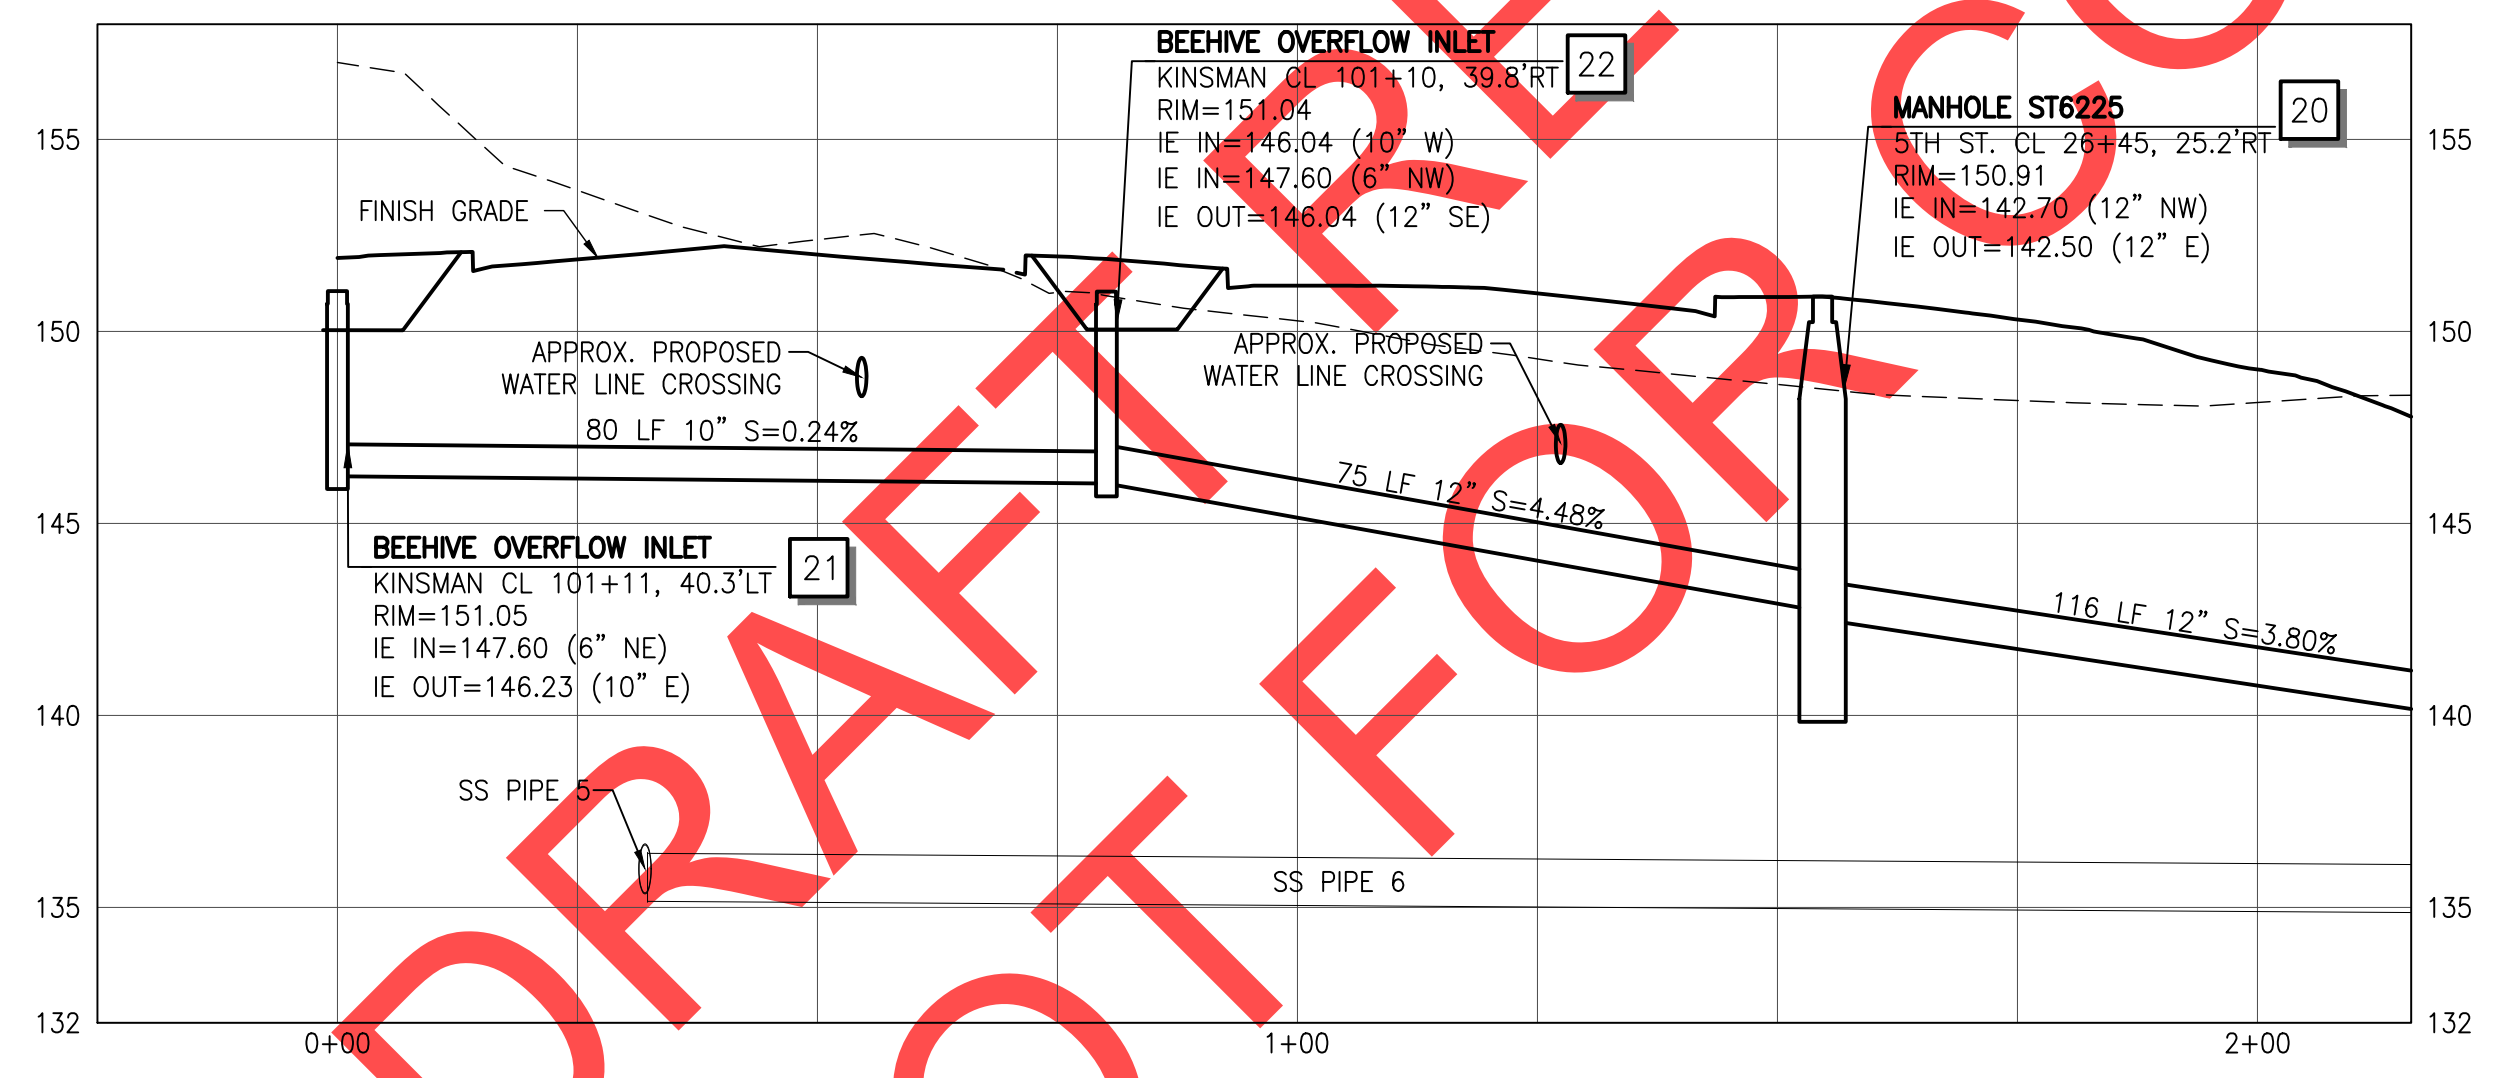 BEEHIVE OVERFLOW INLET
KINSMAN CL 101+10, 39.8'RT
RIM=151.04
IE IN=146.04 (10" W)
IE IN=147.60 (6" NW)
IE OUT=146.04 (12" SE)
22
MANHOLE ST6225
5TH ST. CL 26+45, 25.2'RT
RIM=150.91
IE IN=142.70 (12" NW)
IE OUT=142.50 (12" E)
20
155
155
FINISH GRADE
150
150
APPROX. PROPOSED
WATER LINE CROSSING
APPROX. PROPOSED
WATER LINE CROSSING
80 LF 10" S=0.24%
75 LF 12" S=4.48%
145
145
BEEHIVE OVERFLOW INLET
KINSMAN CL 101+11, 40.3'LT
RIM=151.05
IE IN=147.60 (6" NE)
IE OUT=146.23 (10" E)
21
116 LF 12" S=3.80%
140
140
SS PIPE 5
SS PIPE 6
135
135
132
132
0+00
1+00
2+00
DRAFT RE
OT FOR CO